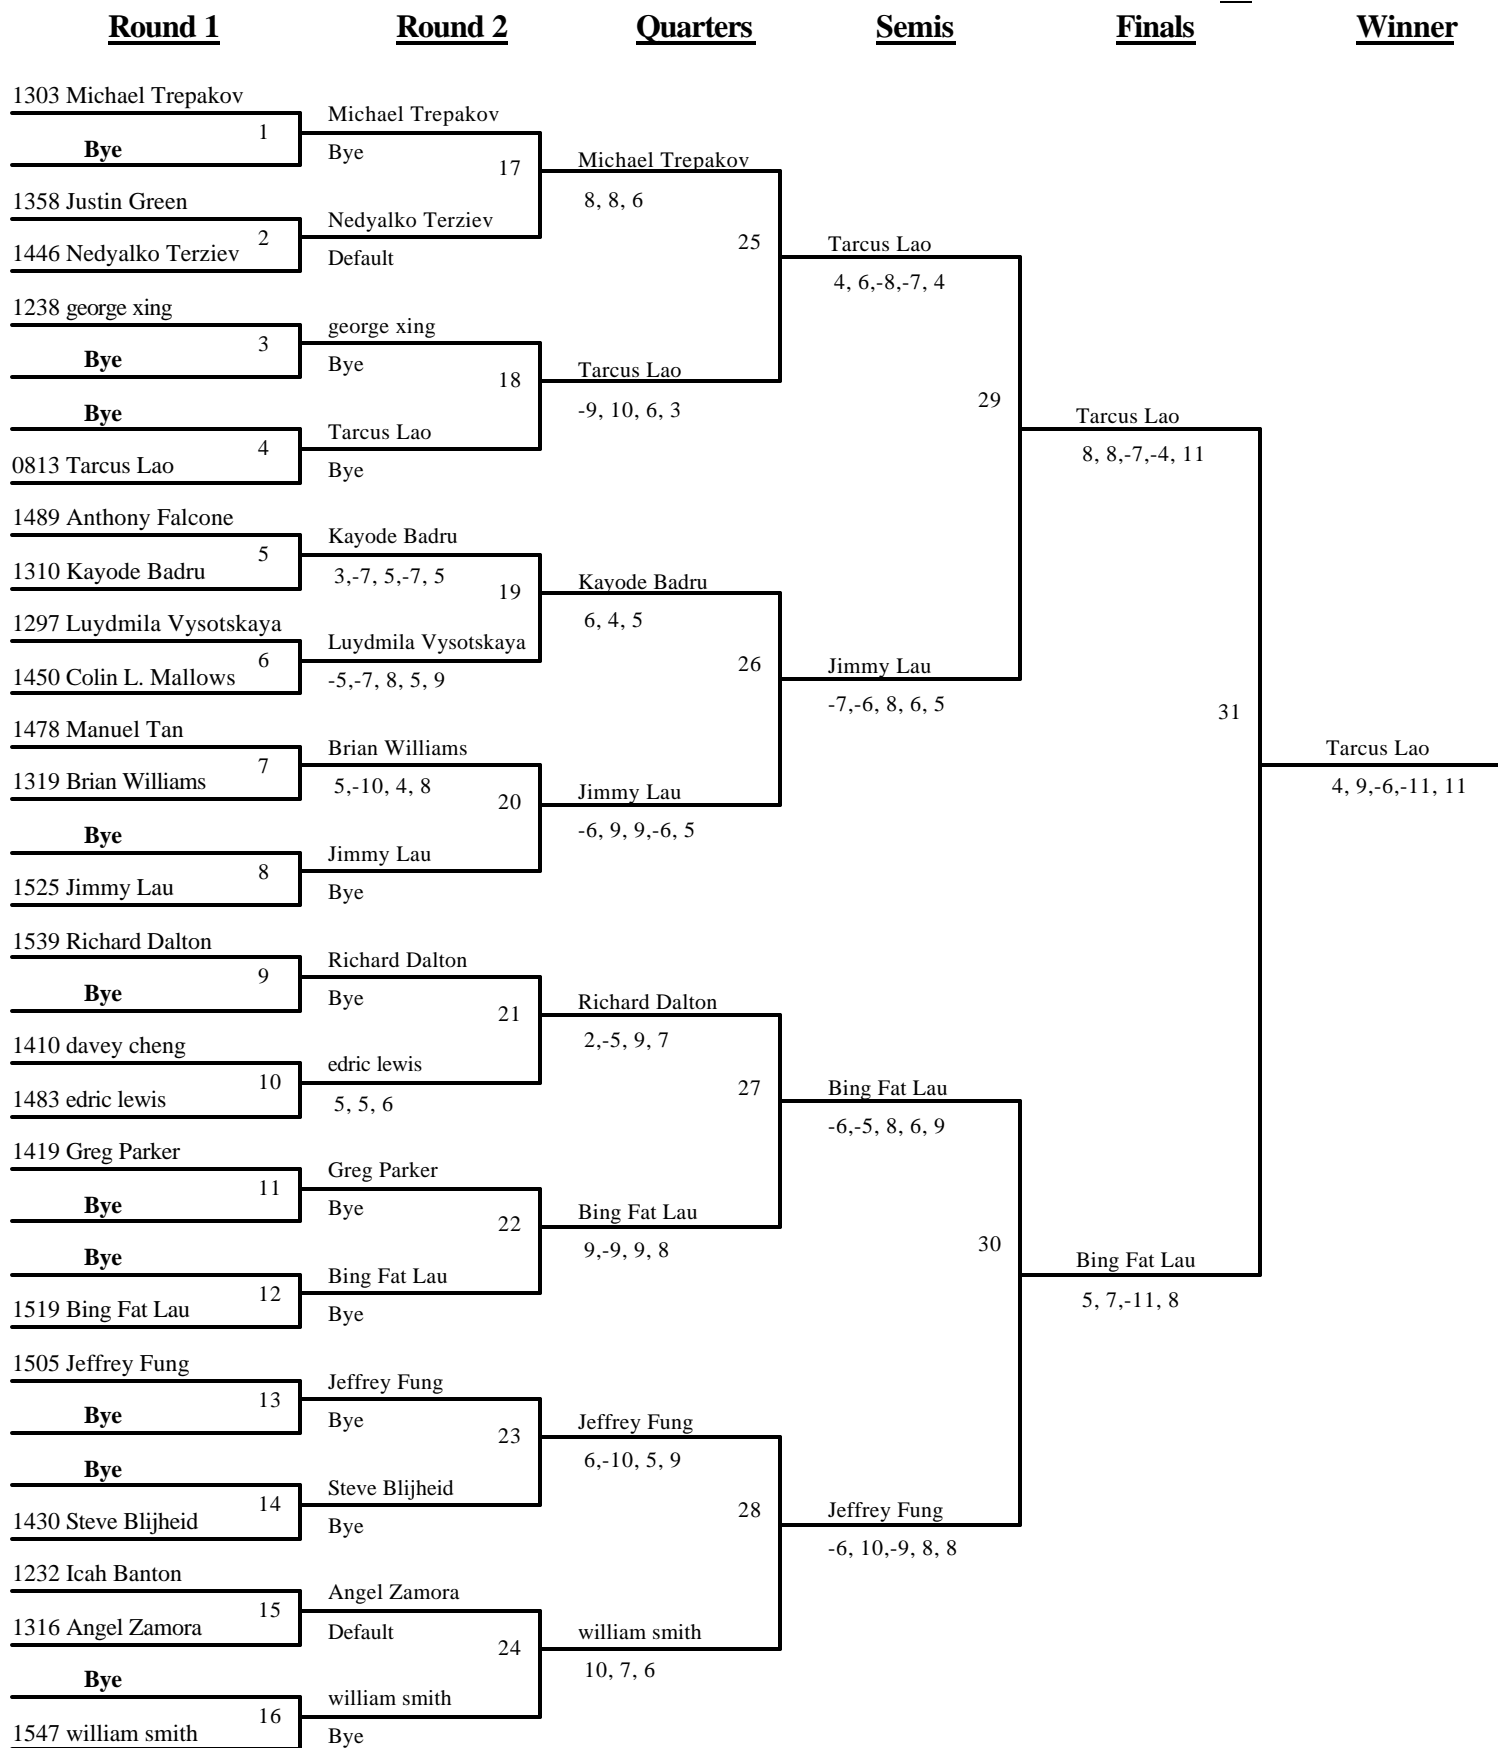 Round 1 Round 2 Quarters Semis Finals Winner
1303 Michael Trepakov
Bye
1
1358 Justin Green
1446 Nedyalko Terziev
2
1238 george xing
Bye
3
Bye
0813 Tarcus Lao
4
1489 Anthony Falcone
1310 Kayode Badru
5
1297 Luydmila Vysotskaya
1450 Colin L. Mallows
6
1478 Manuel Tan
1319 Brian Williams
7
Bye
1525 Jimmy Lau
8
1539 Richard Dalton
Bye
9
1410 davey cheng
1483 edric lewis
10
1419 Greg Parker
Bye
11
Bye
1519 Bing Fat Lau
12
1505 Jeffrey Fung
Bye
13
Bye
1430 Steve Blijheid
14
1232 Icah Banton
1316 Angel Zamora
15
Bye
1547 william smith
16
Michael Trepakov
Bye
17
Nedyalko Terziev
Default
george xing
Bye
18
Tarcus Lao
Bye
Kayode Badru
3,-7, 5,-7, 5
19
Luydmila Vysotskaya
-5,-7, 8, 5, 9
Brian Williams
5,-10, 4, 8
20
Jimmy Lau
Bye
Richard Dalton
Bye
21
edric lewis
5, 5, 6
Greg Parker
Bye
22
Bing Fat Lau
Bye
Jeffrey Fung
Bye
23
Steve Blijheid
Bye
Angel Zamora
Default
24
william smith
Bye
Michael Trepakov
8, 8, 6
25
Tarcus Lao
-9, 10, 6, 3
Kayode Badru
6, 4, 5
26
Jimmy Lau
-6, 9, 9,-6, 5
Richard Dalton
2,-5, 9, 7
27
Bing Fat Lau
9,-9, 9, 8
Jeffrey Fung
6,-10, 5, 9
28
william smith
10, 7, 6
Tarcus Lao
4, 6,-8,-7, 4
29
Jimmy Lau
-7,-6, 8, 6, 5
Bing Fat Lau
-6,-5, 8, 6, 9
30
Jeffrey Fung
-6, 10,-9, 8, 8
Tarcus Lao
8, 8,-7,-4, 11
31
Bing Fat Lau
5, 7,-11, 8
Tarcus Lao
4, 9,-6,-11, 11